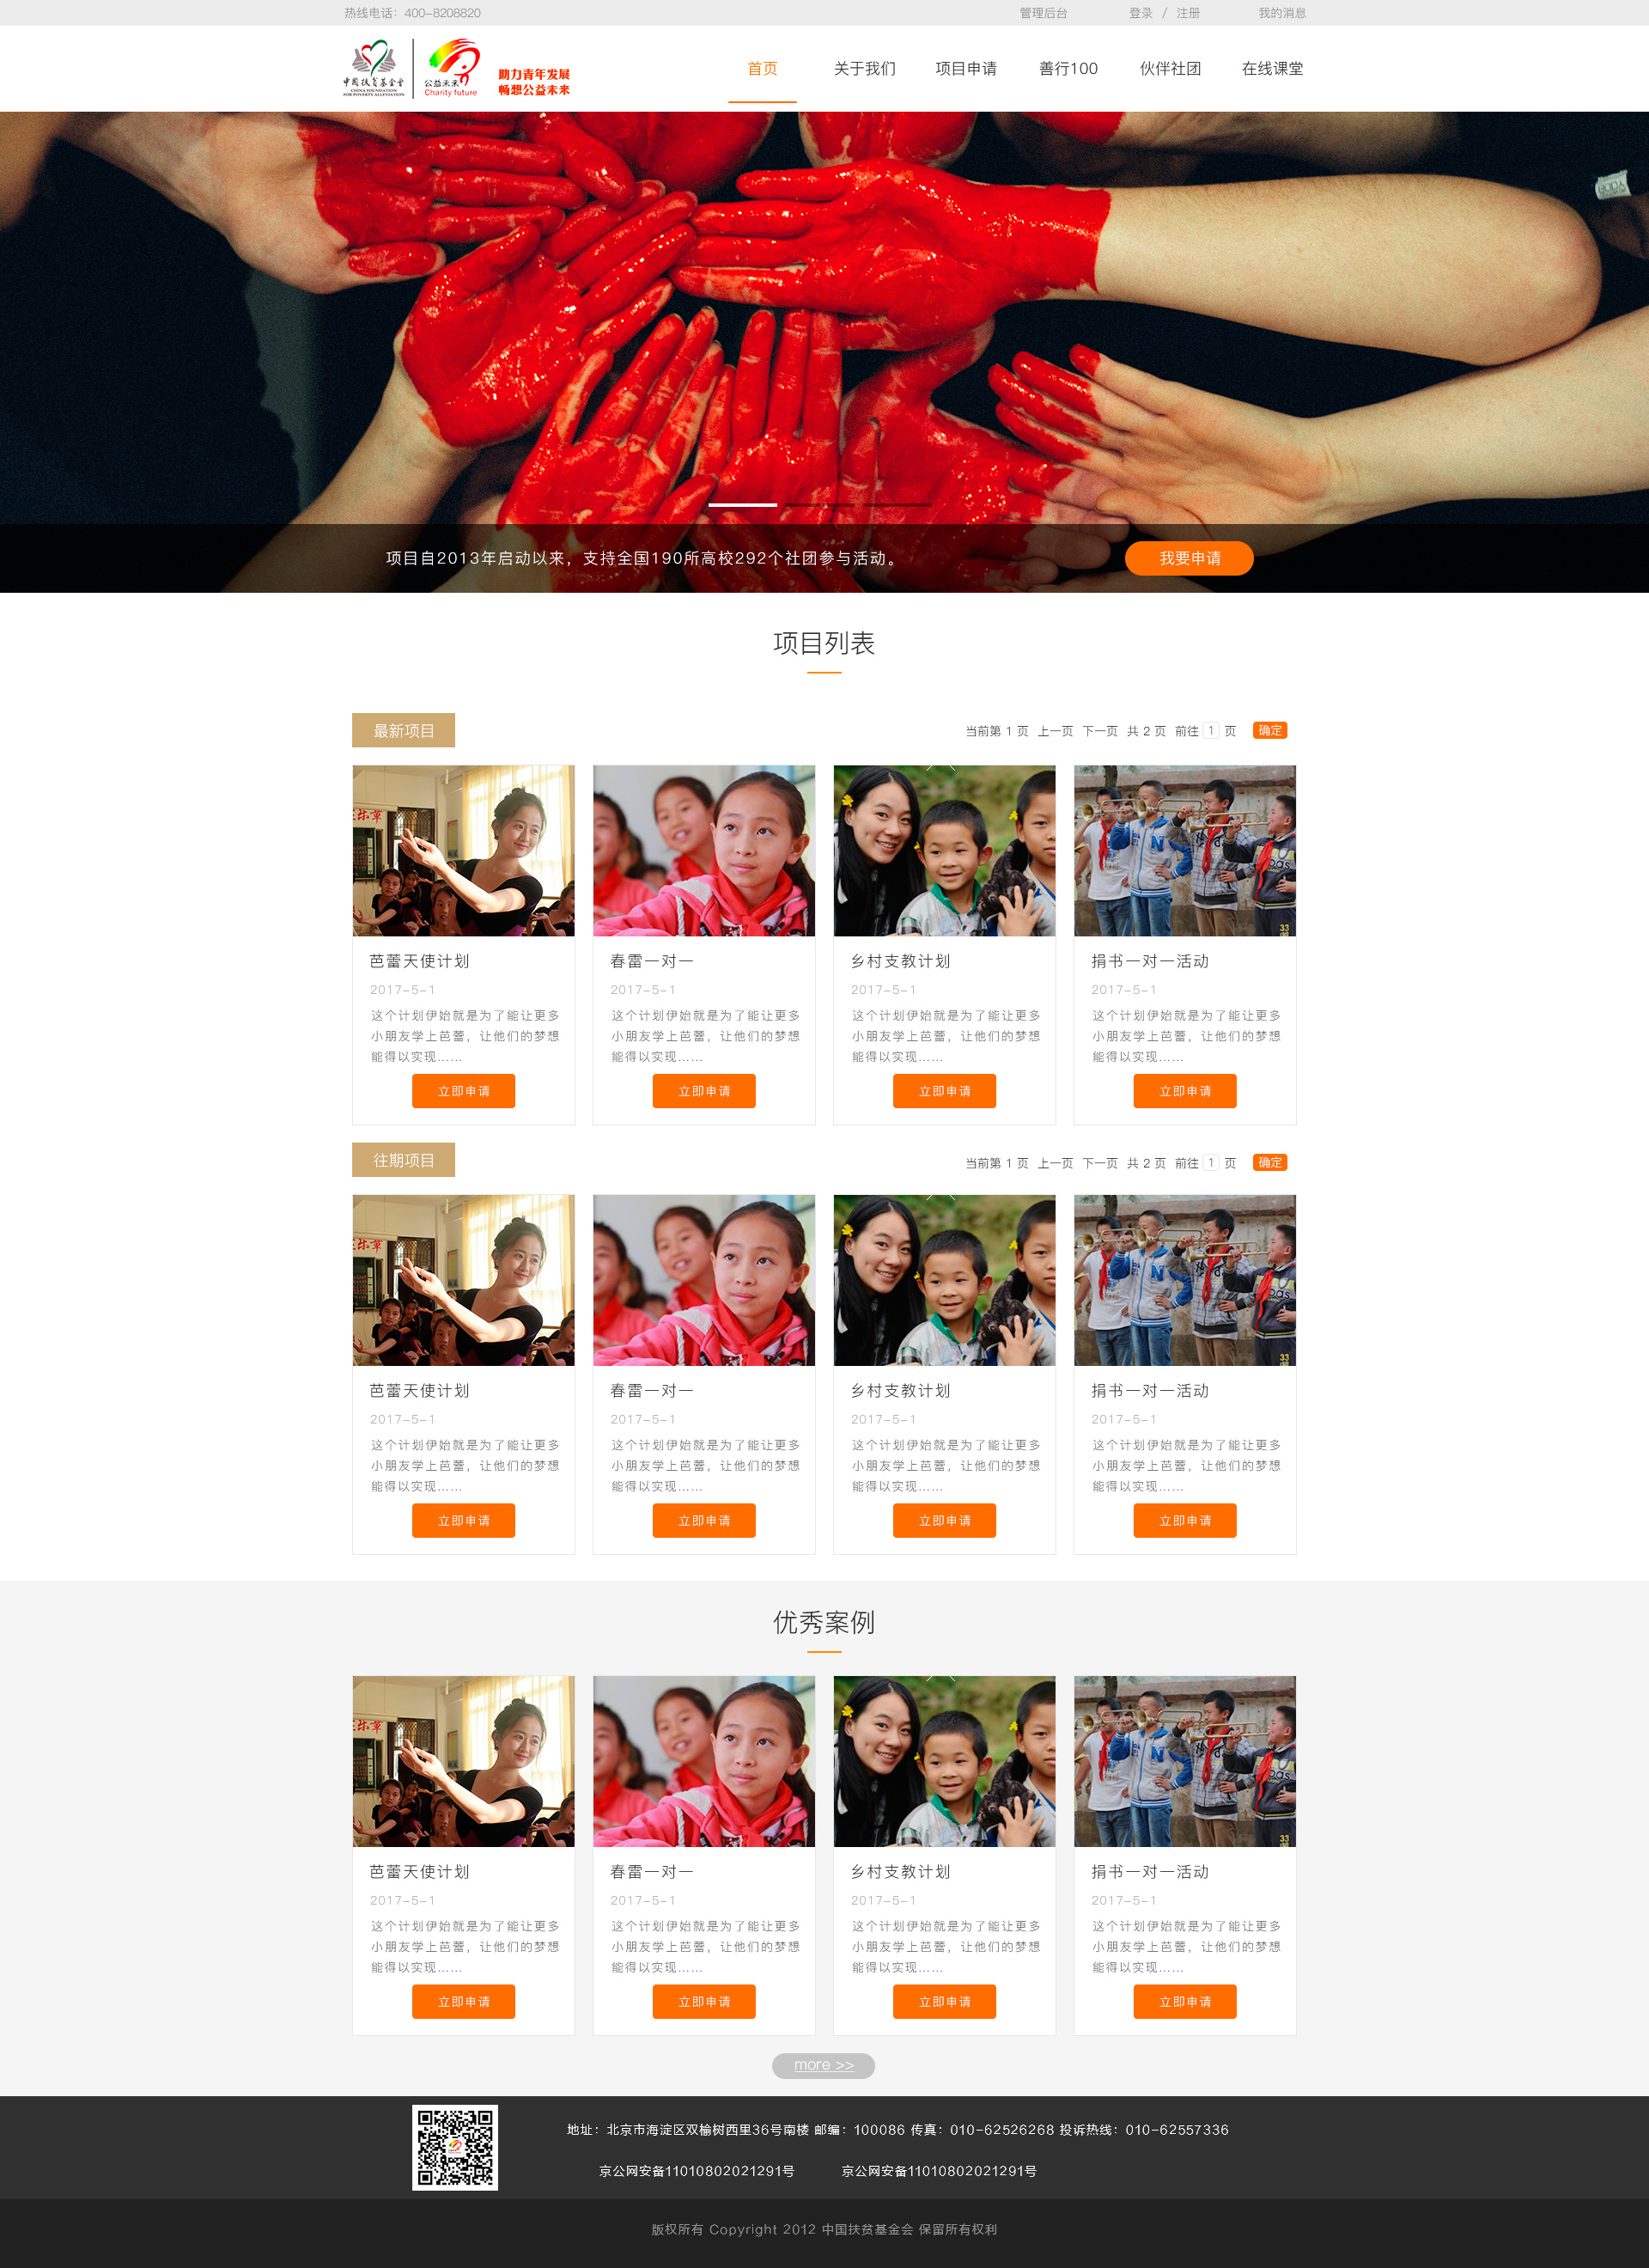 热线电话：400-8208820
管理后台
登录 / 注册
我的消息
中国扶贫基金会
CHINA FOUNDATION
FOR POVERTY ALLEVIATION
公益未来
Charity future
助力青年发展
畅想公益未来
首页
关于我们
项目申请
善行100
伙伴社团
在线课堂
项目自2013年启动以来，支持全国190所高校292个社团参与活动。
我要申请
项目列表
最新项目
当前第 1 页 上一页 下一页 共 2 页 前往 1 页 确定
芭蕾天使计划
2017-5-1
这个计划伊始就是为了能让更多
小朋友学上芭蕾，让他们的梦想
能得以实现......
立即申请
春雷一对一
2017-5-1
这个计划伊始就是为了能让更多
小朋友学上芭蕾，让他们的梦想
能得以实现......
立即申请
乡村支教计划
2017-5-1
这个计划伊始就是为了能让更多
小朋友学上芭蕾，让他们的梦想
能得以实现......
立即申请
捐书一对一活动
2017-5-1
这个计划伊始就是为了能让更多
小朋友学上芭蕾，让他们的梦想
能得以实现......
立即申请
往期项目
当前第 1 页 上一页 下一页 共 2 页 前往 1 页 确定
芭蕾天使计划
2017-5-1
这个计划伊始就是为了能让更多
小朋友学上芭蕾，让他们的梦想
能得以实现......
立即申请
春雷一对一
2017-5-1
这个计划伊始就是为了能让更多
小朋友学上芭蕾，让他们的梦想
能得以实现......
立即申请
乡村支教计划
2017-5-1
这个计划伊始就是为了能让更多
小朋友学上芭蕾，让他们的梦想
能得以实现......
立即申请
捐书一对一活动
2017-5-1
这个计划伊始就是为了能让更多
小朋友学上芭蕾，让他们的梦想
能得以实现......
立即申请
优秀案例
芭蕾天使计划
2017-5-1
这个计划伊始就是为了能让更多
小朋友学上芭蕾，让他们的梦想
能得以实现......
立即申请
春雷一对一
2017-5-1
这个计划伊始就是为了能让更多
小朋友学上芭蕾，让他们的梦想
能得以实现......
立即申请
乡村支教计划
2017-5-1
这个计划伊始就是为了能让更多
小朋友学上芭蕾，让他们的梦想
能得以实现......
立即申请
捐书一对一活动
2017-5-1
这个计划伊始就是为了能让更多
小朋友学上芭蕾，让他们的梦想
能得以实现......
立即申请
more >>
地址：北京市海淀区双榆树西里36号南楼 邮编：100086 传真：010-62526268 投诉热线：010-62557336
京公网安备11010802021291号 京公网安备11010802021291号
版权所有 Copyright 2012 中国扶贫基金会 保留所有权利